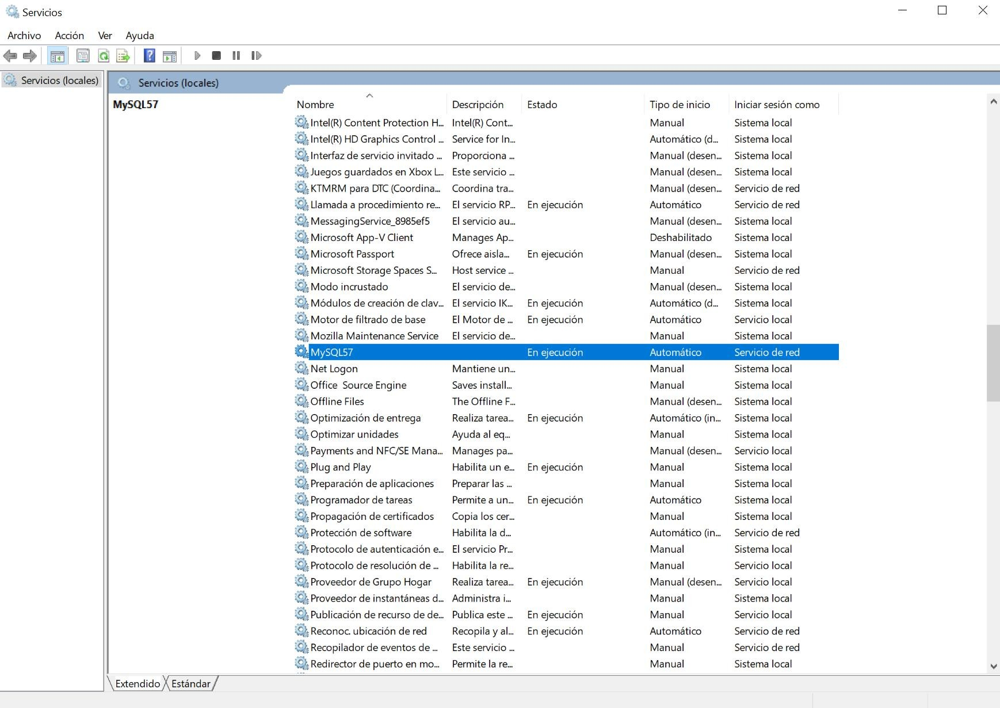 Servicios
Archivo Acción Ver Ayuda
Servicios (locales)
Servicios (locales)
MySQL57
Nombre Descripción Estado Tipo de inicio Iniciar sesión como
Intel(R) Content Protection H... Intel(R) Cont... Manual Sistema local
Intel(R) HD Graphics Control ... Service for In... Automático (d... Sistema local
Interfaz de servicio invitado ... Proporciona ... Manual (desen... Sistema local
Juegos guardados en Xbox L... Este servicio ... Manual (desen... Sistema local
KTMRM para DTC (Coordina... Coordina tra... Manual (desen... Servicio de red
Llamada a procedimiento re... El servicio RP... En ejecución Automático Servicio de red
MessagingService_8985ef5 El servicio au... Manual (desen... Sistema local
Microsoft App-V Client Manages Ap... Deshabilitado Sistema local
Microsoft Passport Ofrece aisla... En ejecución Manual (desen... Sistema local
Microsoft Storage Spaces S... Host service ... Manual Servicio de red
Modo incrustado El servicio de... Manual (desen... Sistema local
Módulos de creación de clav... El servicio IK... En ejecución Automático (d... Sistema local
Motor de filtrado de base El Motor de ... En ejecución Automático Servicio local
Mozilla Maintenance Service El servicio de... Manual Sistema local
MySQL57 En ejecución Automático Servicio de red
Net Logon Mantiene un... Manual Sistema local
Office Source Engine Saves install... Manual Sistema local
Offline Files The Offline F... Manual (desen... Sistema local
Optimización de entrega Realiza tarea... En ejecución Automático (in... Sistema local
Optimizar unidades Ayuda al eq... Manual Sistema local
Payments and NFC/SE Mana... Manages pa... Manual (desen... Servicio local
Plug and Play Habilita un e... En ejecución Manual Sistema local
Preparación de aplicaciones Preparar las ... Manual Sistema local
Programador de tareas Permite a un... En ejecución Automático Sistema local
Propagación de certificados Copia los cer... Manual Sistema local
Protección de software Habilita la d... Automático (in... Servicio de red
Protocolo de autenticación e... El servicio Pr... Manual Sistema local
Protocolo de resolución de ... Habilita la re... Manual Servicio local
Proveedor de Grupo Hogar Realiza tarea... En ejecución Manual (desen... Servicio local
Proveedor de instantáneas d... Administra i... Manual Sistema local
Publicación de recurso de de... Publica este ... En ejecución Manual Servicio local
Reconoc. ubicación de red Recopila y al... En ejecución Automático Servicio de red
Recopilador de eventos de ... Este servicio ... Manual Servicio de red
Redirector de puerto en mo... Permite la re... Manual Sistema local
Extendido Estándar